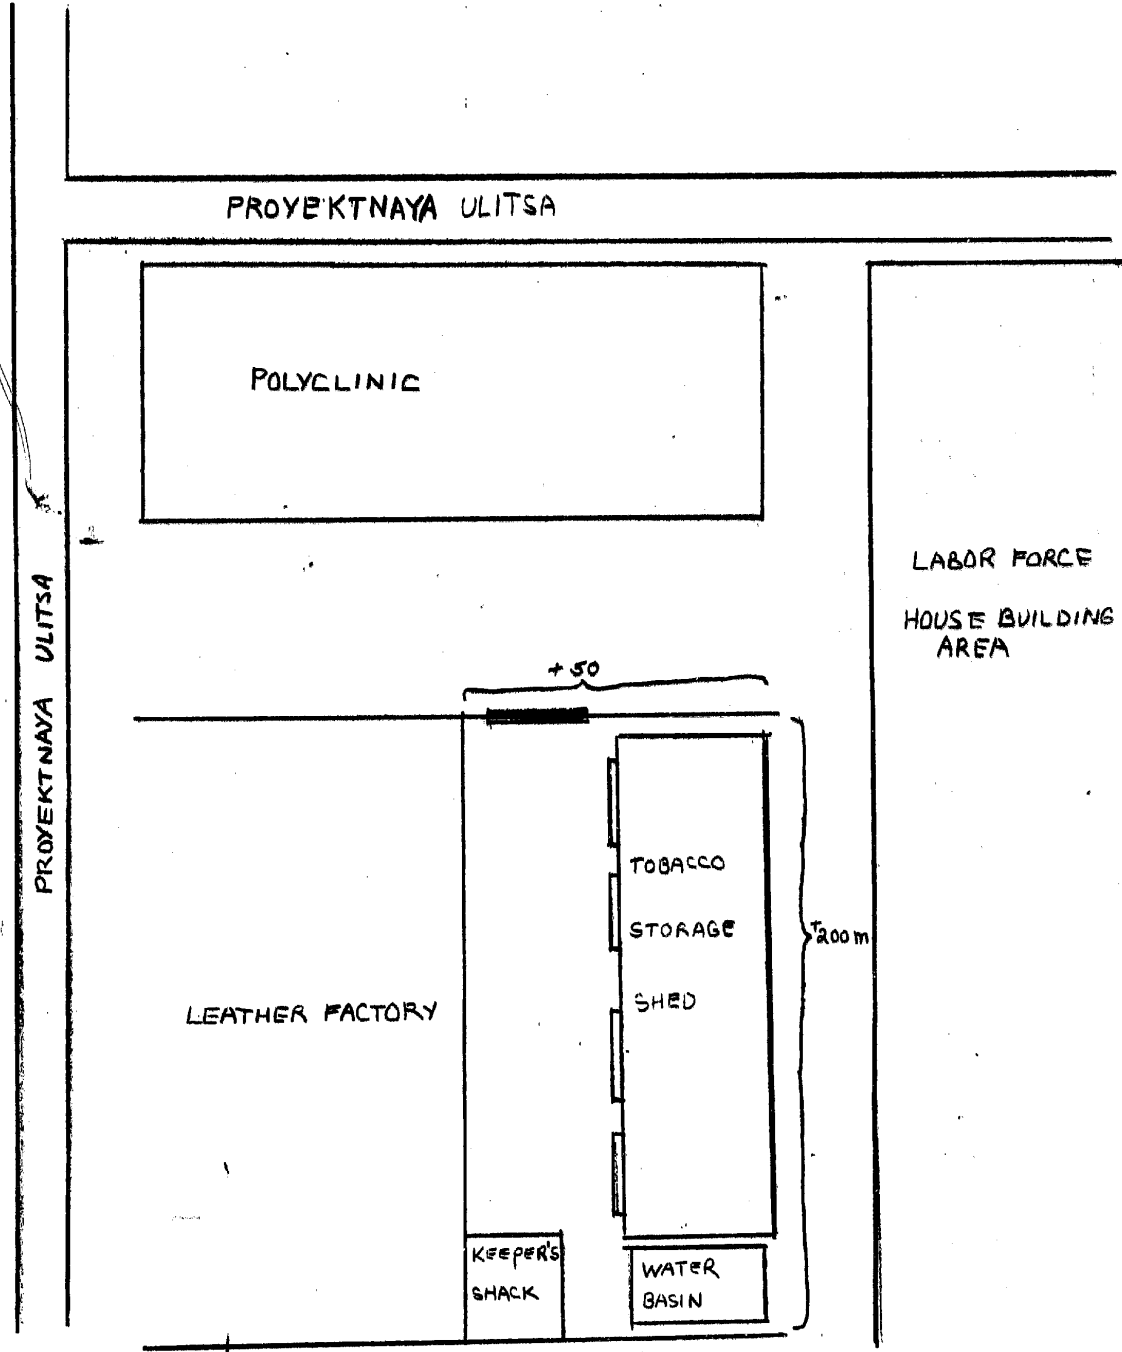 PROYEKTNAYA ULITSA
POLYCLINIC
LABOR FORCE
HOUSE BUILDING
AREA
PROYEKTNAYA ULITSA
+ 50
TOBACCO
STORAGE
SHED
+200 m
LEATHER FACTORY
KEEPER'S
SHACK
WATER
BASIN